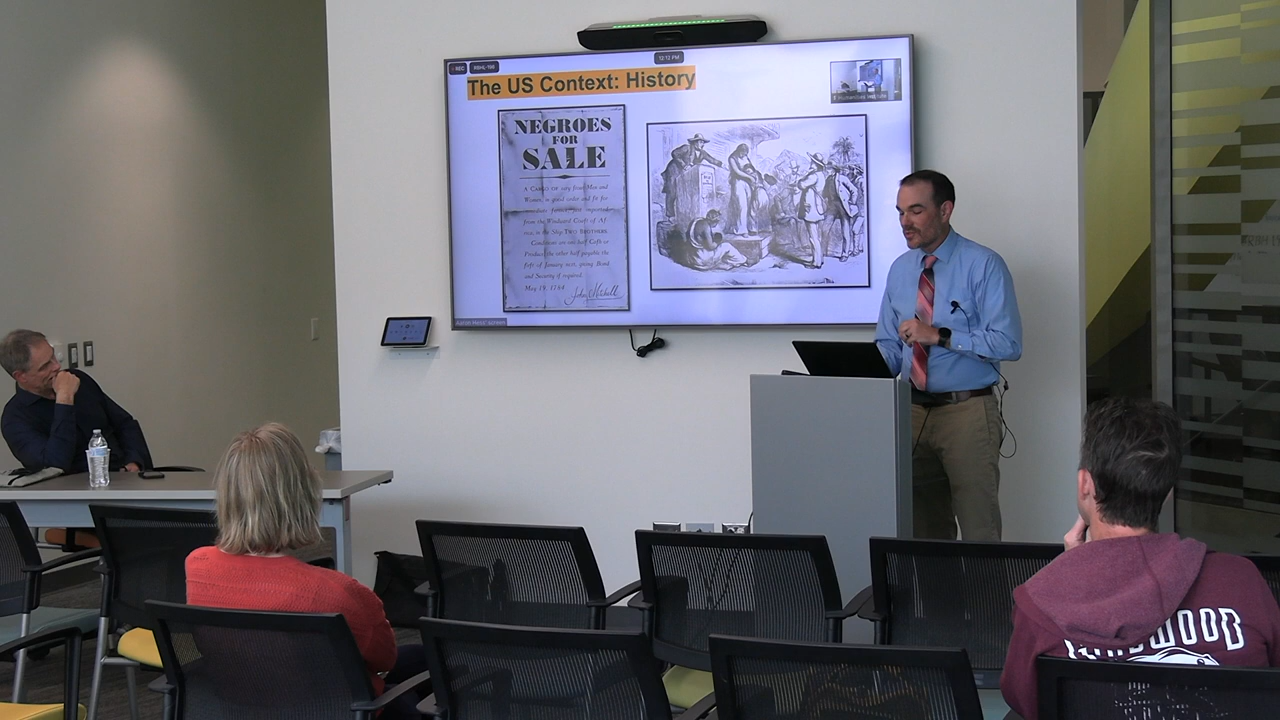 REC
12:12 PM
The US Context: History
NEGROES
FOR
SALE
A CARGO of very fine Men and
Women, in good order and fit for
immediate service, just imported
from the Windward Coast of Af
rica, in the Ship TWO BROTHERS
Conditions are one half Cash or
Produce, the other half payable the
first of January next, giving Bond
and Security if required.
May 19, 1784
John Mitchell
WOOD